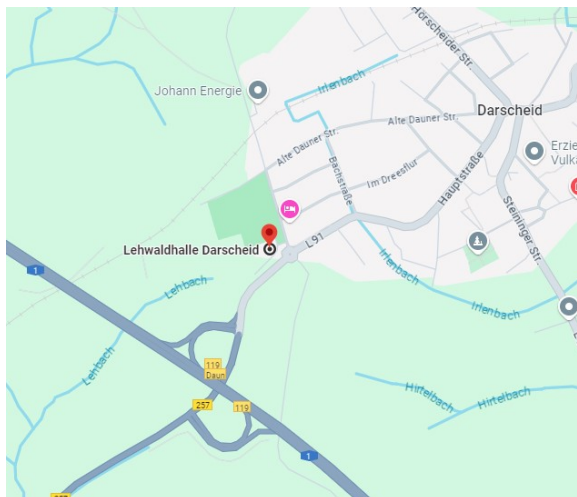 Hörscheider Str.
Irlenbach
Johann Energie
Darscheid
Alte Dauner Str.
Alte Dauner Str.
Bachstraße
Im Dreesflur
Hauptstraße
Erzie
Vulka
Steininger Str.
L91
Lehwaldhalle Darscheid
1
Lehbach
Irlenbach
Irlenbach
Lehbach
119
Daun
Hirtelbach
Hirtelbach
257
119
1